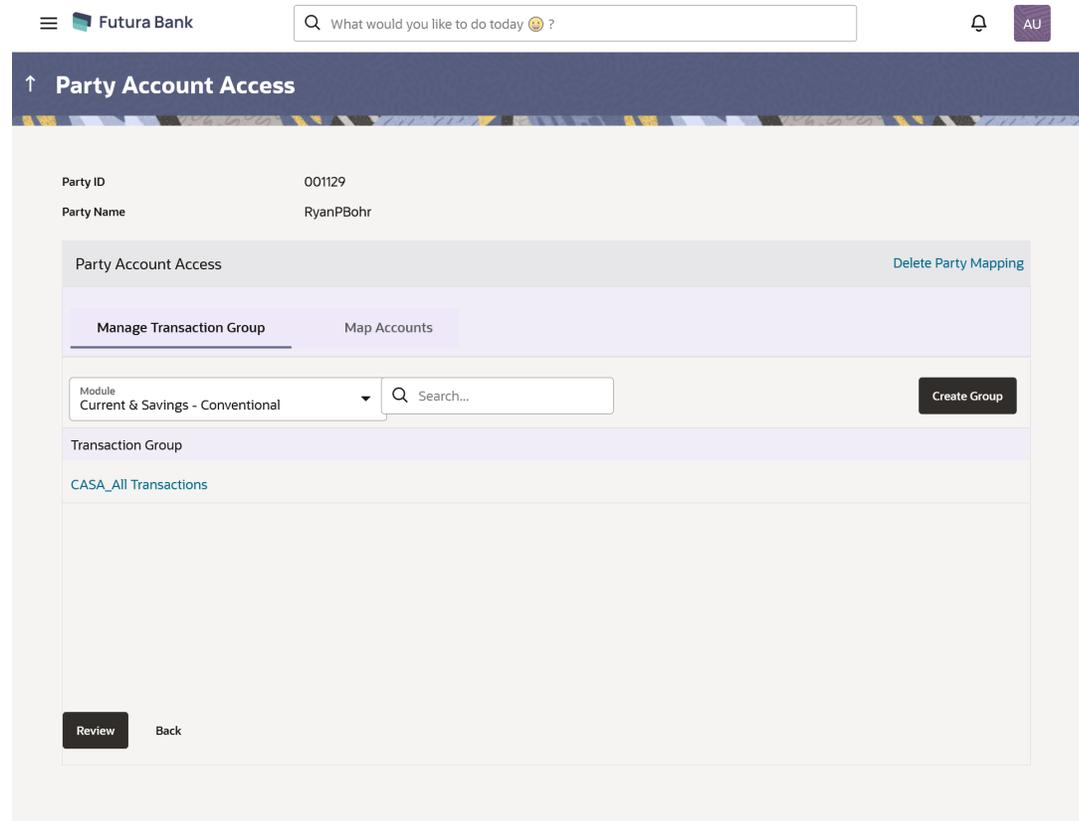 Futura Bank
What would you like to do today 😀 ?
AU
↑ Party Account Access
Party ID 001129
Party Name RyanPBohr
Party Account Access Delete Party Mapping
Manage Transaction Group Map Accounts
Module
Current & Savings - Conventional Search... Create Group
Transaction Group
CASA_All Transactions
Review Back